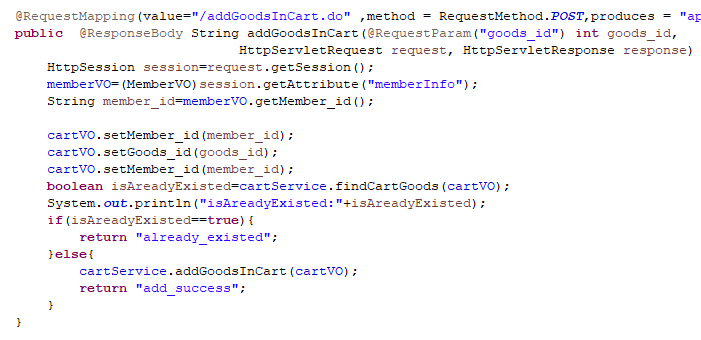 @RequestMapping(value="/addGoodsInCart.do" ,method = RequestMethod.POST,produces = "ap
public  @ResponseBody String addGoodsInCart(@RequestParam("goods_id") int goods_id,
                            HttpServletRequest request, HttpServletResponse response)
    HttpSession session=request.getSession();
    memberVO=(MemberVO)session.getAttribute("memberInfo");
    String member_id=memberVO.getMember_id();

    cartVO.setMember_id(member_id);
    cartVO.setGoods_id(goods_id);
    cartVO.setMember_id(member_id);
    boolean isAreadyExisted=cartService.findCartGoods(cartVO);
    System.out.println("isAreadyExisted:"+isAreadyExisted);
    if(isAreadyExisted==true){
        return "already_existed";
    }else{
        cartService.addGoodsInCart(cartVO);
        return "add_success";
    }
}